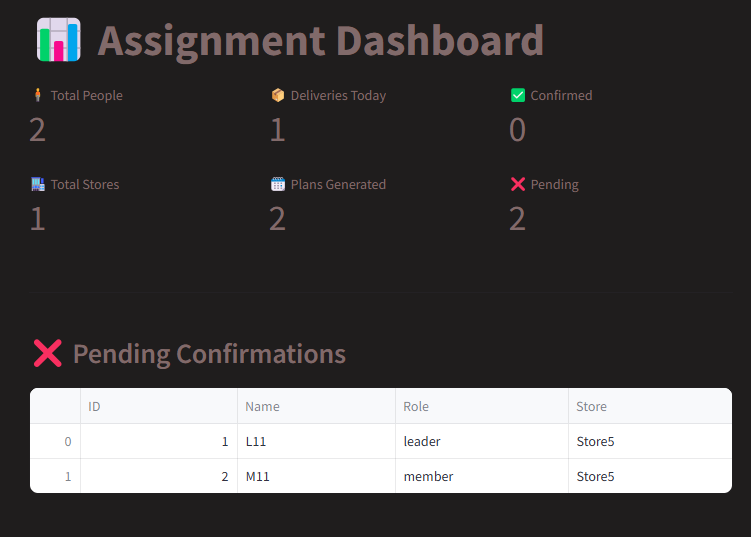 Assignment Dashboard
Total People Deliveries Today Confirmed
2 1 0
Total Stores Plans Generated Pending
1 2 2
Pending Confirmations
ID Name Role Store
0 1 L11 leader Store5
1 2 M11 member Store5